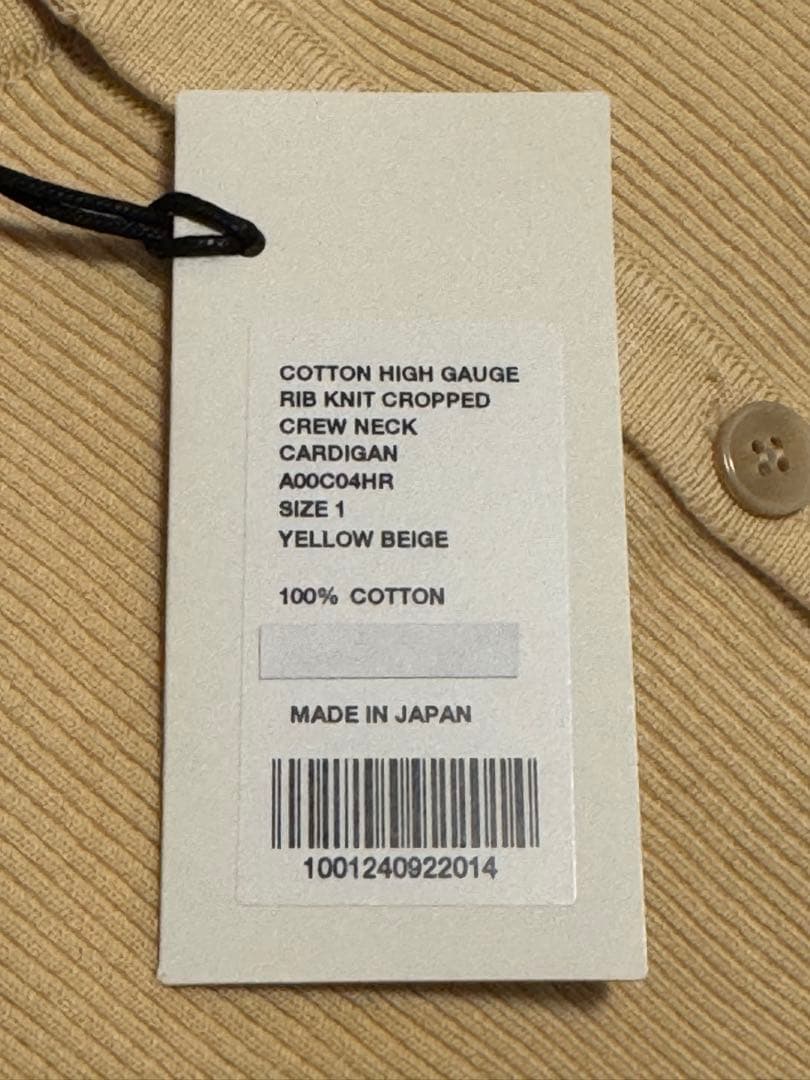 COTTON HIGH GAUGE
RIB KNIT CROPPED
CREW NECK
CARDIGAN
A00C04HR
SIZE 1
YELLOW BEIGE
100% COTTON
MADE IN JAPAN
1001240922014